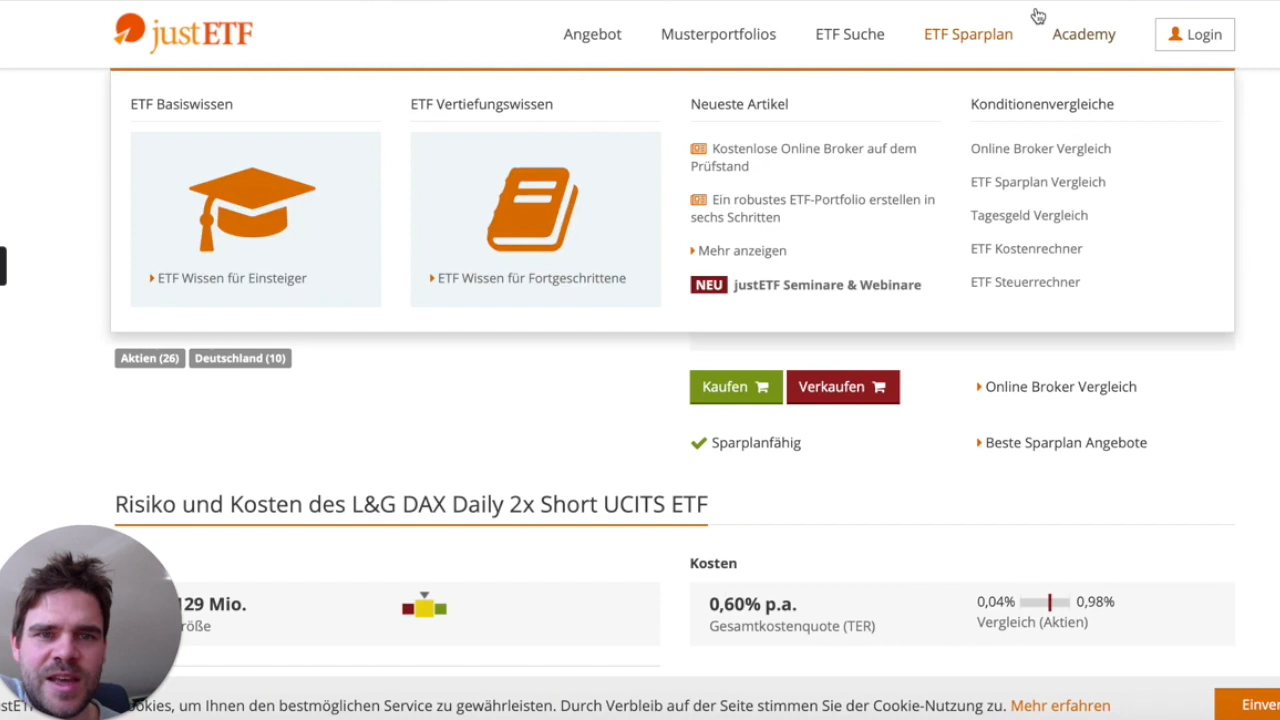 justETF
Angebot
Musterportfolios
ETF Suche
ETF Sparplan
Academy
Login
ETF Basiswissen
ETF Wissen für Einsteiger
ETF Vertiefungswissen
ETF Wissen für Fortgeschrittene
Neueste Artikel
Kostenlose Online Broker auf dem
Prüfstand
Ein robustes ETF-Portfolio erstellen in
sechs Schritten
Mehr anzeigen
NEU justETF Seminare & Webinare
Konditionenvergleiche
Online Broker Vergleich
ETF Sparplan Vergleich
Tagesgeld Vergleich
ETF Kostenrechner
ETF Steuerrechner
Aktien (26) Deutschland (10)
Kaufen
Verkaufen
Online Broker Vergleich
Sparplanfähig
Beste Sparplan Angebote
Risiko und Kosten des L&G DAX Daily 2x Short UCITS ETF
129 Mio.
Kosten
0,60% p.a.
Gesamtkostenquote (TER)
0,04% 0,98%
Vergleich (Aktien)
um Ihnen den bestmöglichen Service zu gewährleisten. Durch Verbleib auf der Seite stimmen Sie der Cookie-Nutzung zu. Mehr erfahren